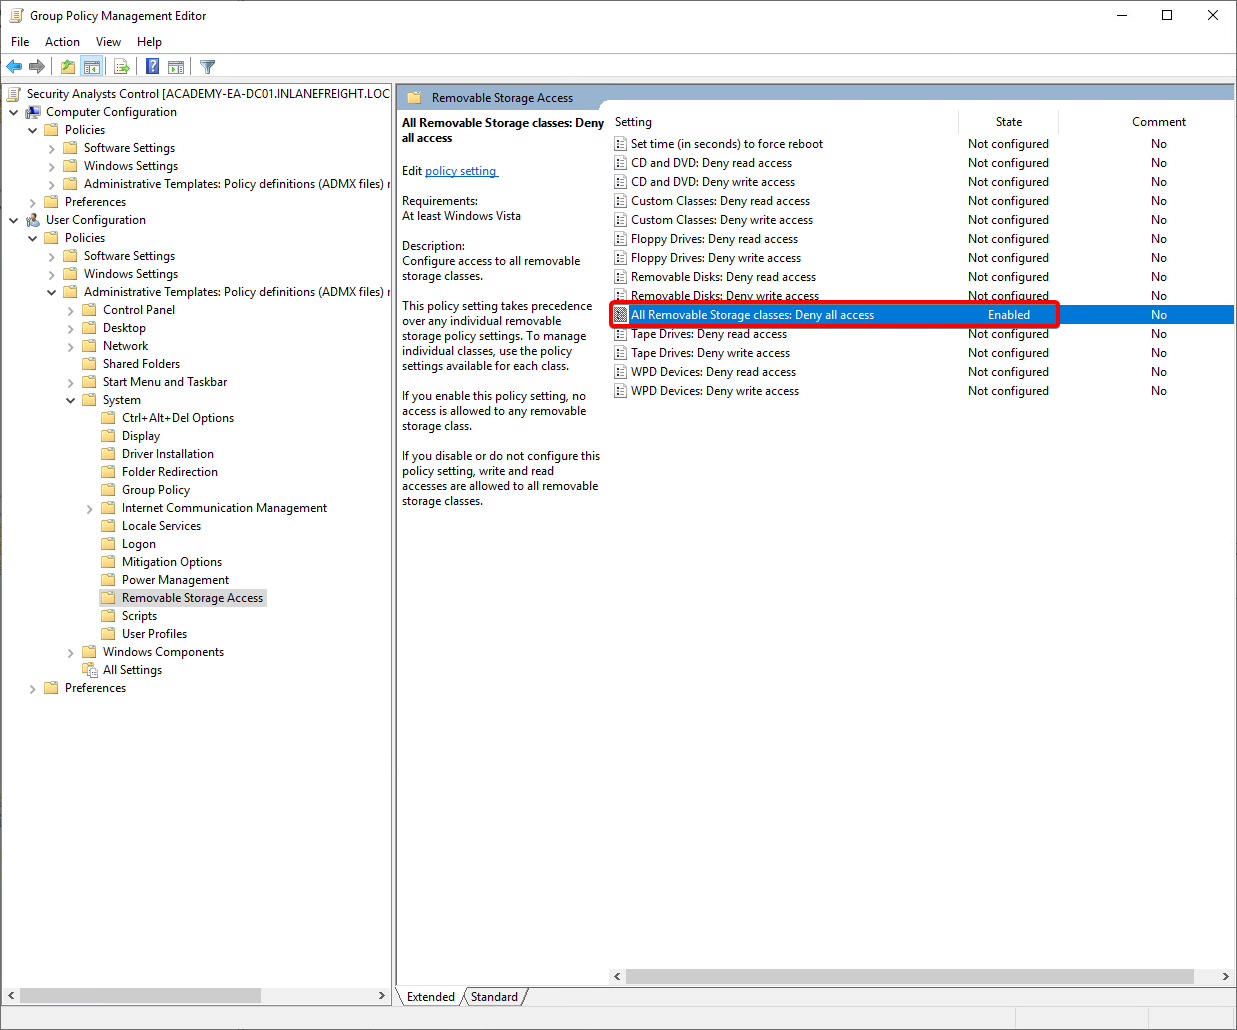 Group Policy Management Editor
File Action View Help
Security Analysts Control [ACADEMY-EA-DC01.INLANEFREIGHT.LOC
Computer Configuration
Policies
Software Settings
Windows Settings
Administrative Templates: Policy definitions (ADMX files) r
Preferences
User Configuration
Policies
Software Settings
Windows Settings
Administrative Templates: Policy definitions (ADMX files) r
Control Panel
Desktop
Network
Shared Folders
Start Menu and Taskbar
System
Ctrl+Alt+Del Options
Display
Driver Installation
Folder Redirection
Group Policy
Internet Communication Management
Locale Services
Logon
Mitigation Options
Power Management
Removable Storage Access
Scripts
User Profiles
Windows Components
All Settings
Preferences
Removable Storage Access
All Removable Storage classes: Deny
all access
Edit policy setting
Requirements:
At least Windows Vista
Description:
Configure access to all removable
storage classes.
This policy setting takes precedence
over any individual removable
storage policy settings. To manage
individual classes, use the policy
settings available for each class.
If you enable this policy setting, no
access is allowed to any removable
storage class.
If you disable or do not configure this
policy setting, write and read
accesses are allowed to all removable
storage classes.
Setting State Comment
Set time (in seconds) to force reboot Not configured No
CD and DVD: Deny read access Not configured No
CD and DVD: Deny write access Not configured No
Custom Classes: Deny read access Not configured No
Custom Classes: Deny write access Not configured No
Floppy Drives: Deny read access Not configured No
Floppy Drives: Deny write access Not configured No
Removable Disks: Deny read access Not configured No
Removable Disks: Deny write access Not configured No
All Removable Storage classes: Deny all access Enabled No
Tape Drives: Deny read access Not configured No
Tape Drives: Deny write access Not configured No
WPD Devices: Deny read access Not configured No
WPD Devices: Deny write access Not configured No
Extended Standard